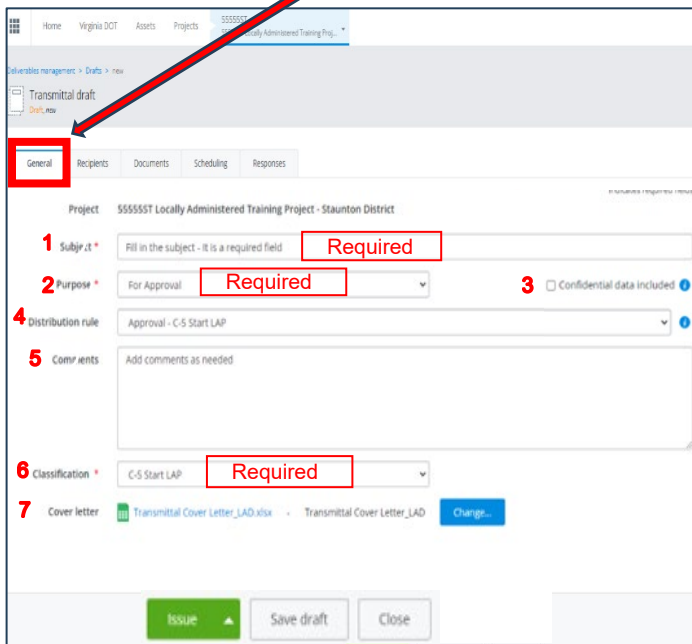 Home Virginia DOT Assets Projects 55555ST
55555ST Locally Administered Training Proj...
Deliverables management > Drafts > new
Transmittal draft
Draft, new
General Recipients Documents Scheduling Responses
indicates required fields
Project 55555ST Locally Administered Training Project - Staunton District
1 Subject * Fill in the subject - It is a required field Required
2 Purpose * For Approval Required 3 Confidential data included
4 Distribution rule Approval - C-5 Start LAP
5 Comments Add comments as needed
6 Classification * C-5 Start LAP Required
7 Cover letter Transmittal Cover Letter_LAD.xlsx - Transmittal Cover Letter_LAD Change...
Issue Save draft Close